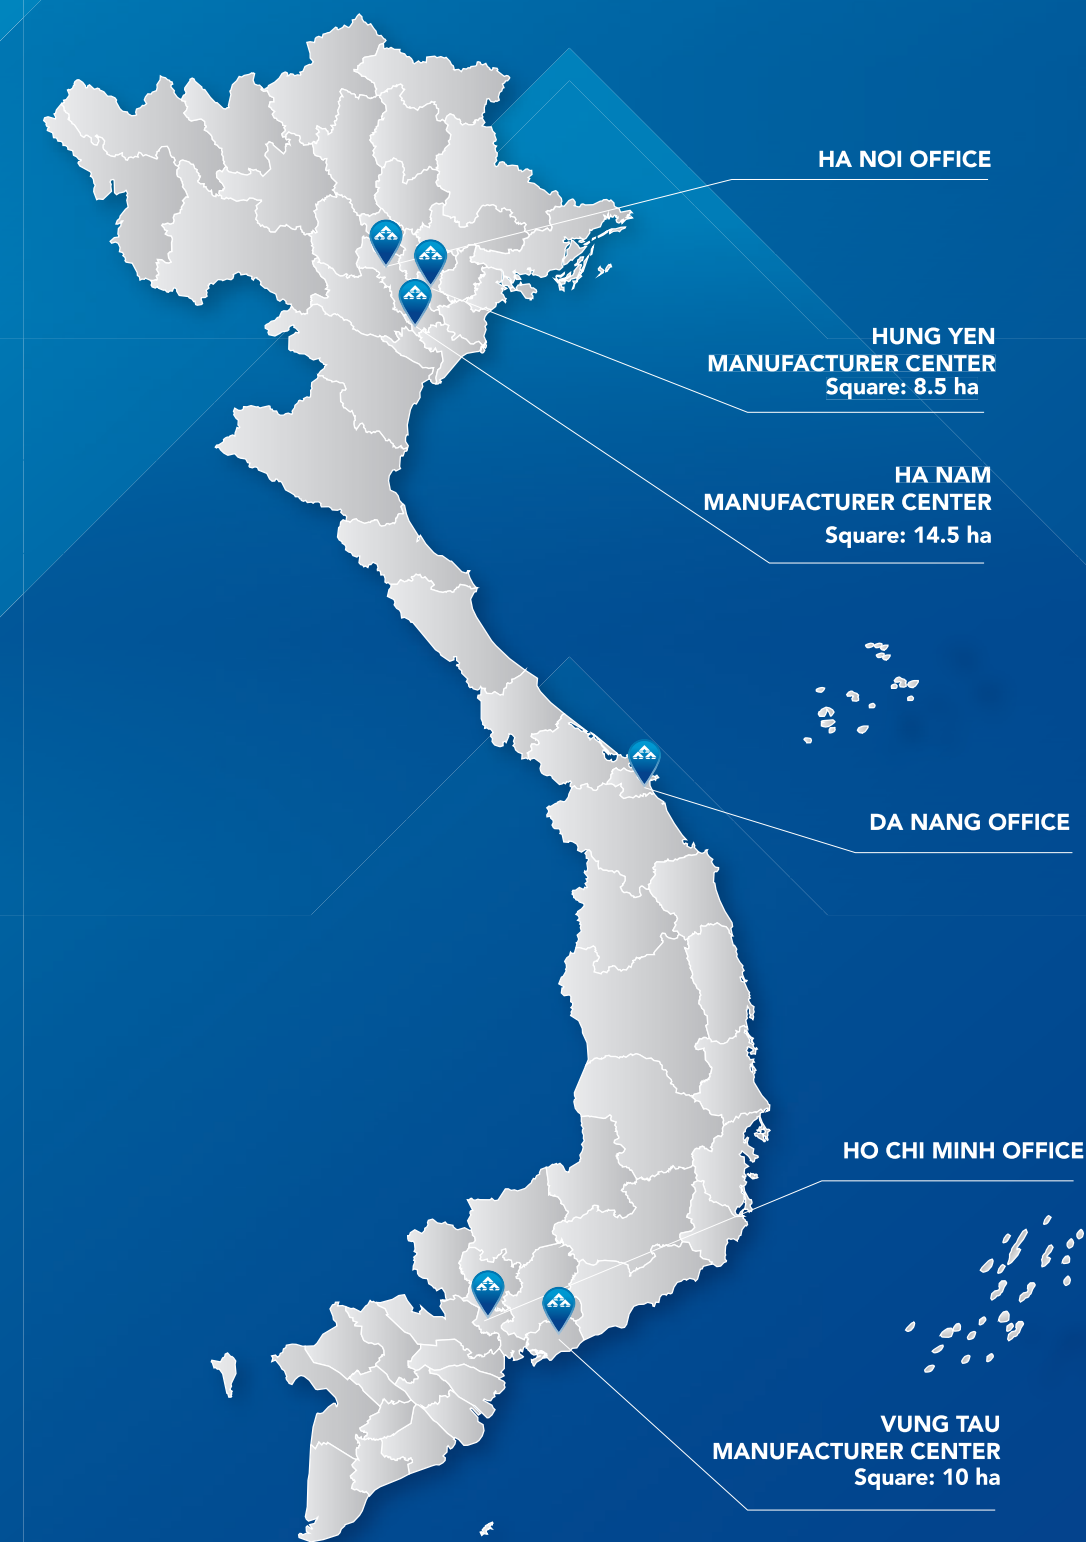 HA NOI OFFICE
HUNG YEN
MANUFACTURER CENTER
Square: 8.5 ha
HA NAM
MANUFACTURER CENTER
Square: 14.5 ha
DA NANG OFFICE
HO CHI MINH OFFICE
VUNG TAU
MANUFACTURER CENTER
Square: 10 ha